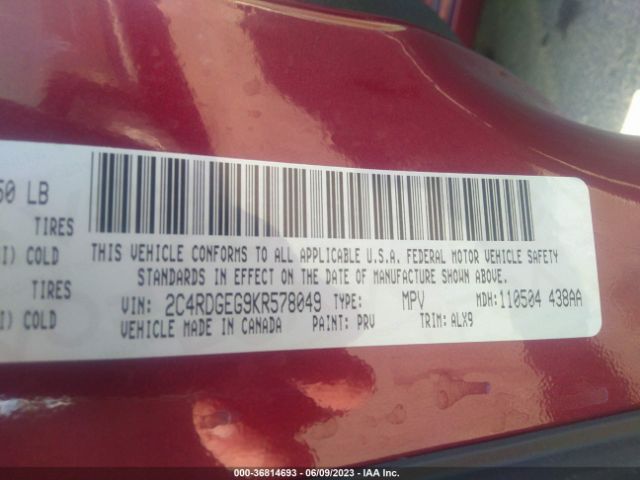 50 LB
TIRES
I) COLD
TIRES
I) COLD
THIS VEHICLE CONFORMS TO ALL APPLICABLE U.S.A. FEDERAL MOTOR VEHICLE SAFETY
STANDARDS IN EFFECT ON THE DATE OF MANUFACTURE SHOWN ABOVE.
VIN: 2C4RDGEG9KR578049 TYPE: MPV MDH: 110504 438AA
VEHICLE MADE IN CANADA PAINT: PRV TRIM: ALX9
000-36814693 - 06/09/2023 - IAA Inc.